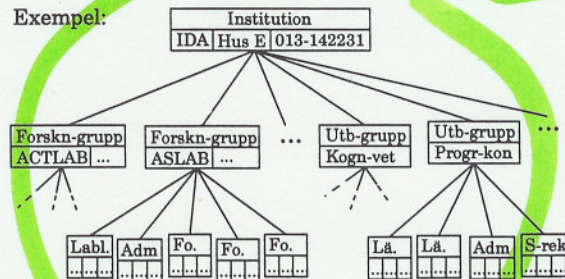 Exempel:
Institution
IDA Hus E 013-142231
Forskn-grupp Forskn-grupp ... Utb-grupp Utb-grupp ...
ACTLAB ... ASLAB ... Kogn-vet Progr-kon
Labl. Adm Fo. Fo. Fo. Lä. Lä. Adm S-rek